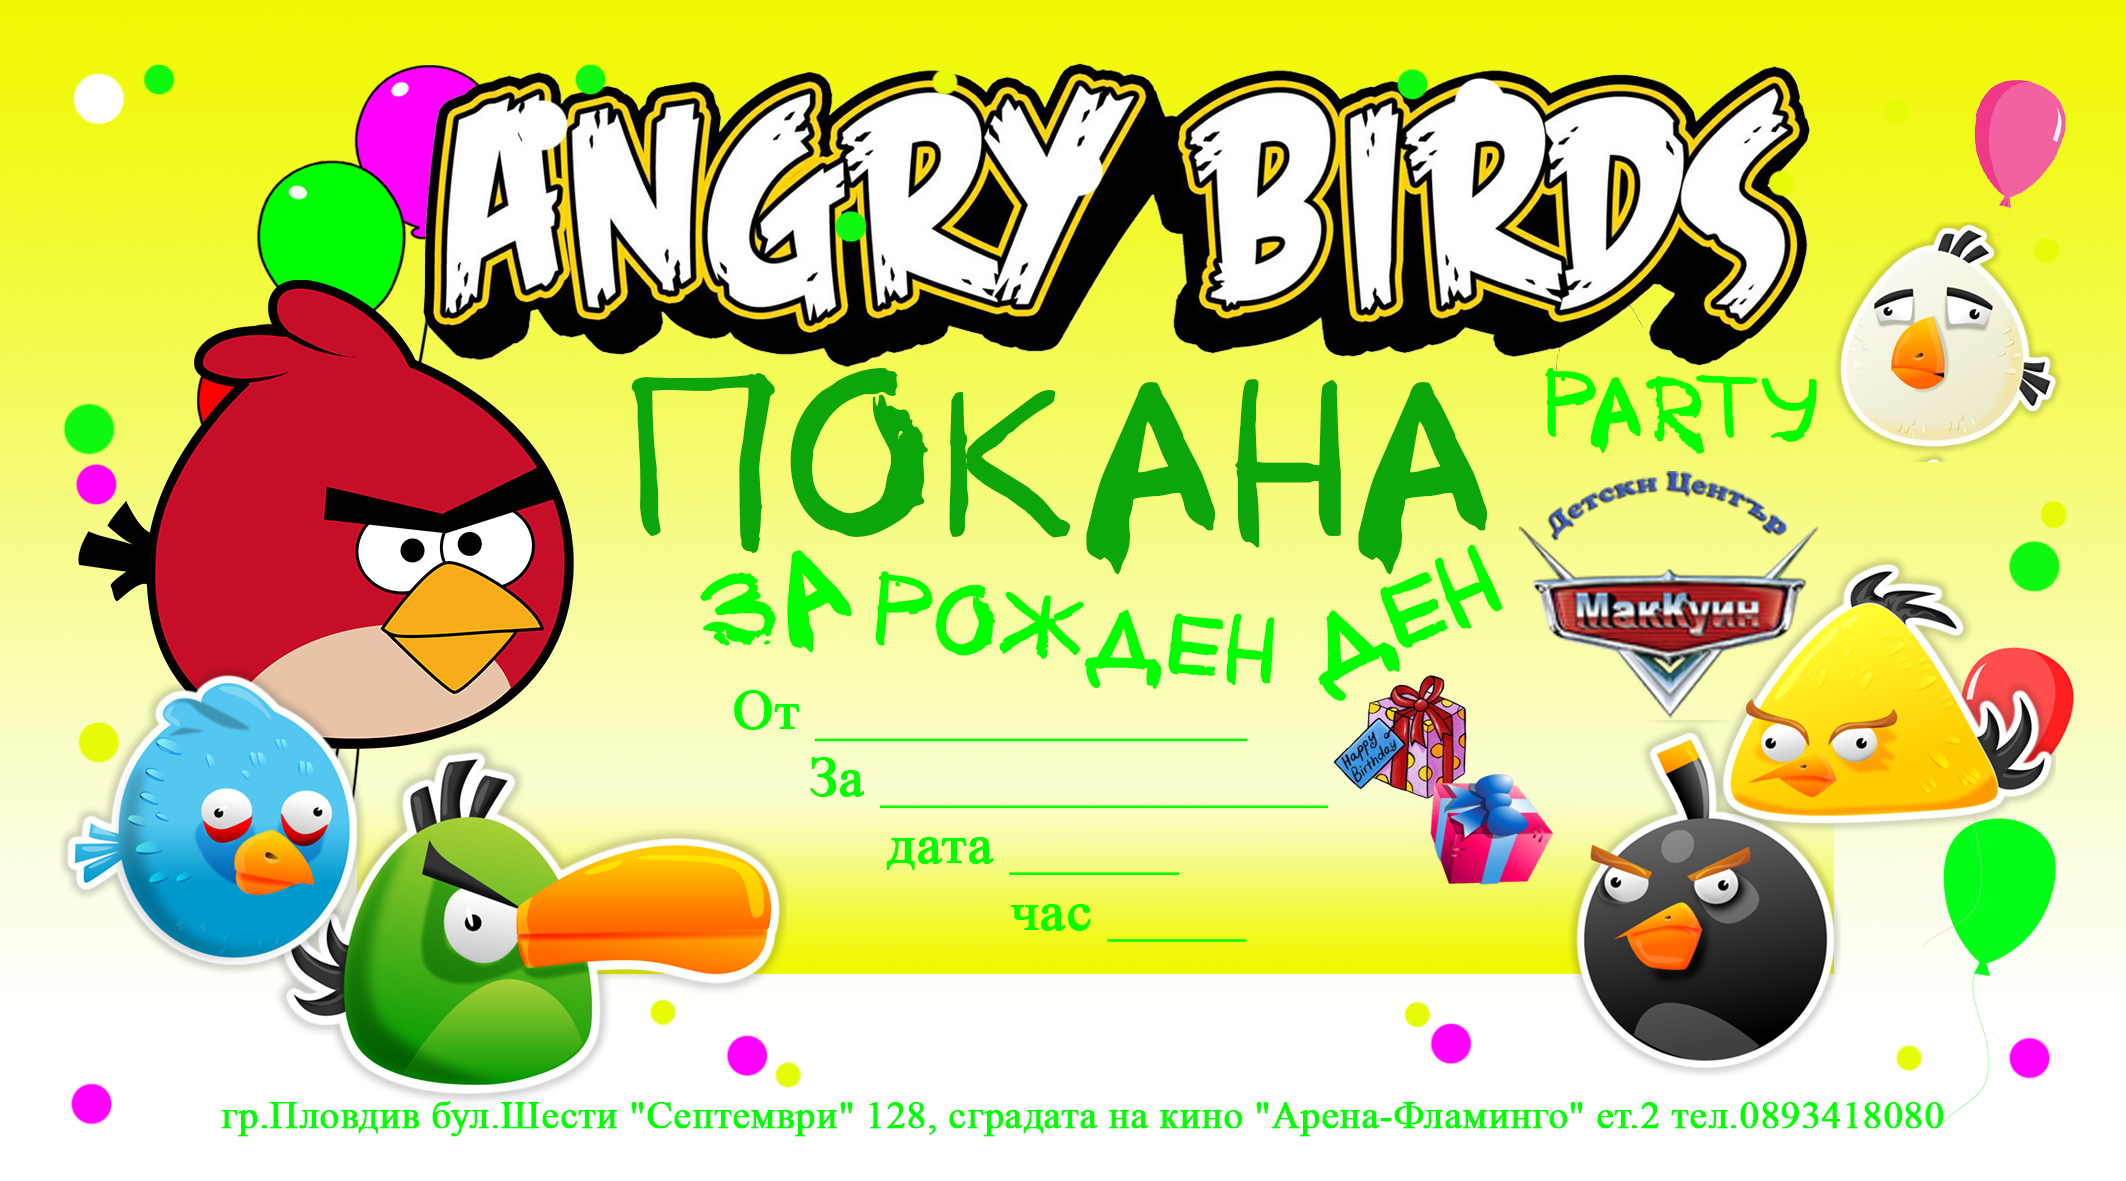 ANGRY BIRDS
ПОКАНА
PARTY
ЗА РОЖДЕН ДЕН
Детски Център
МакКуин
От
За
Happy
Birthday
дата
час
гр.Пловдив бул.Шести "Септември" 128, сградата на кино "Арена-Фламинго" ет.2 тел.0893418080